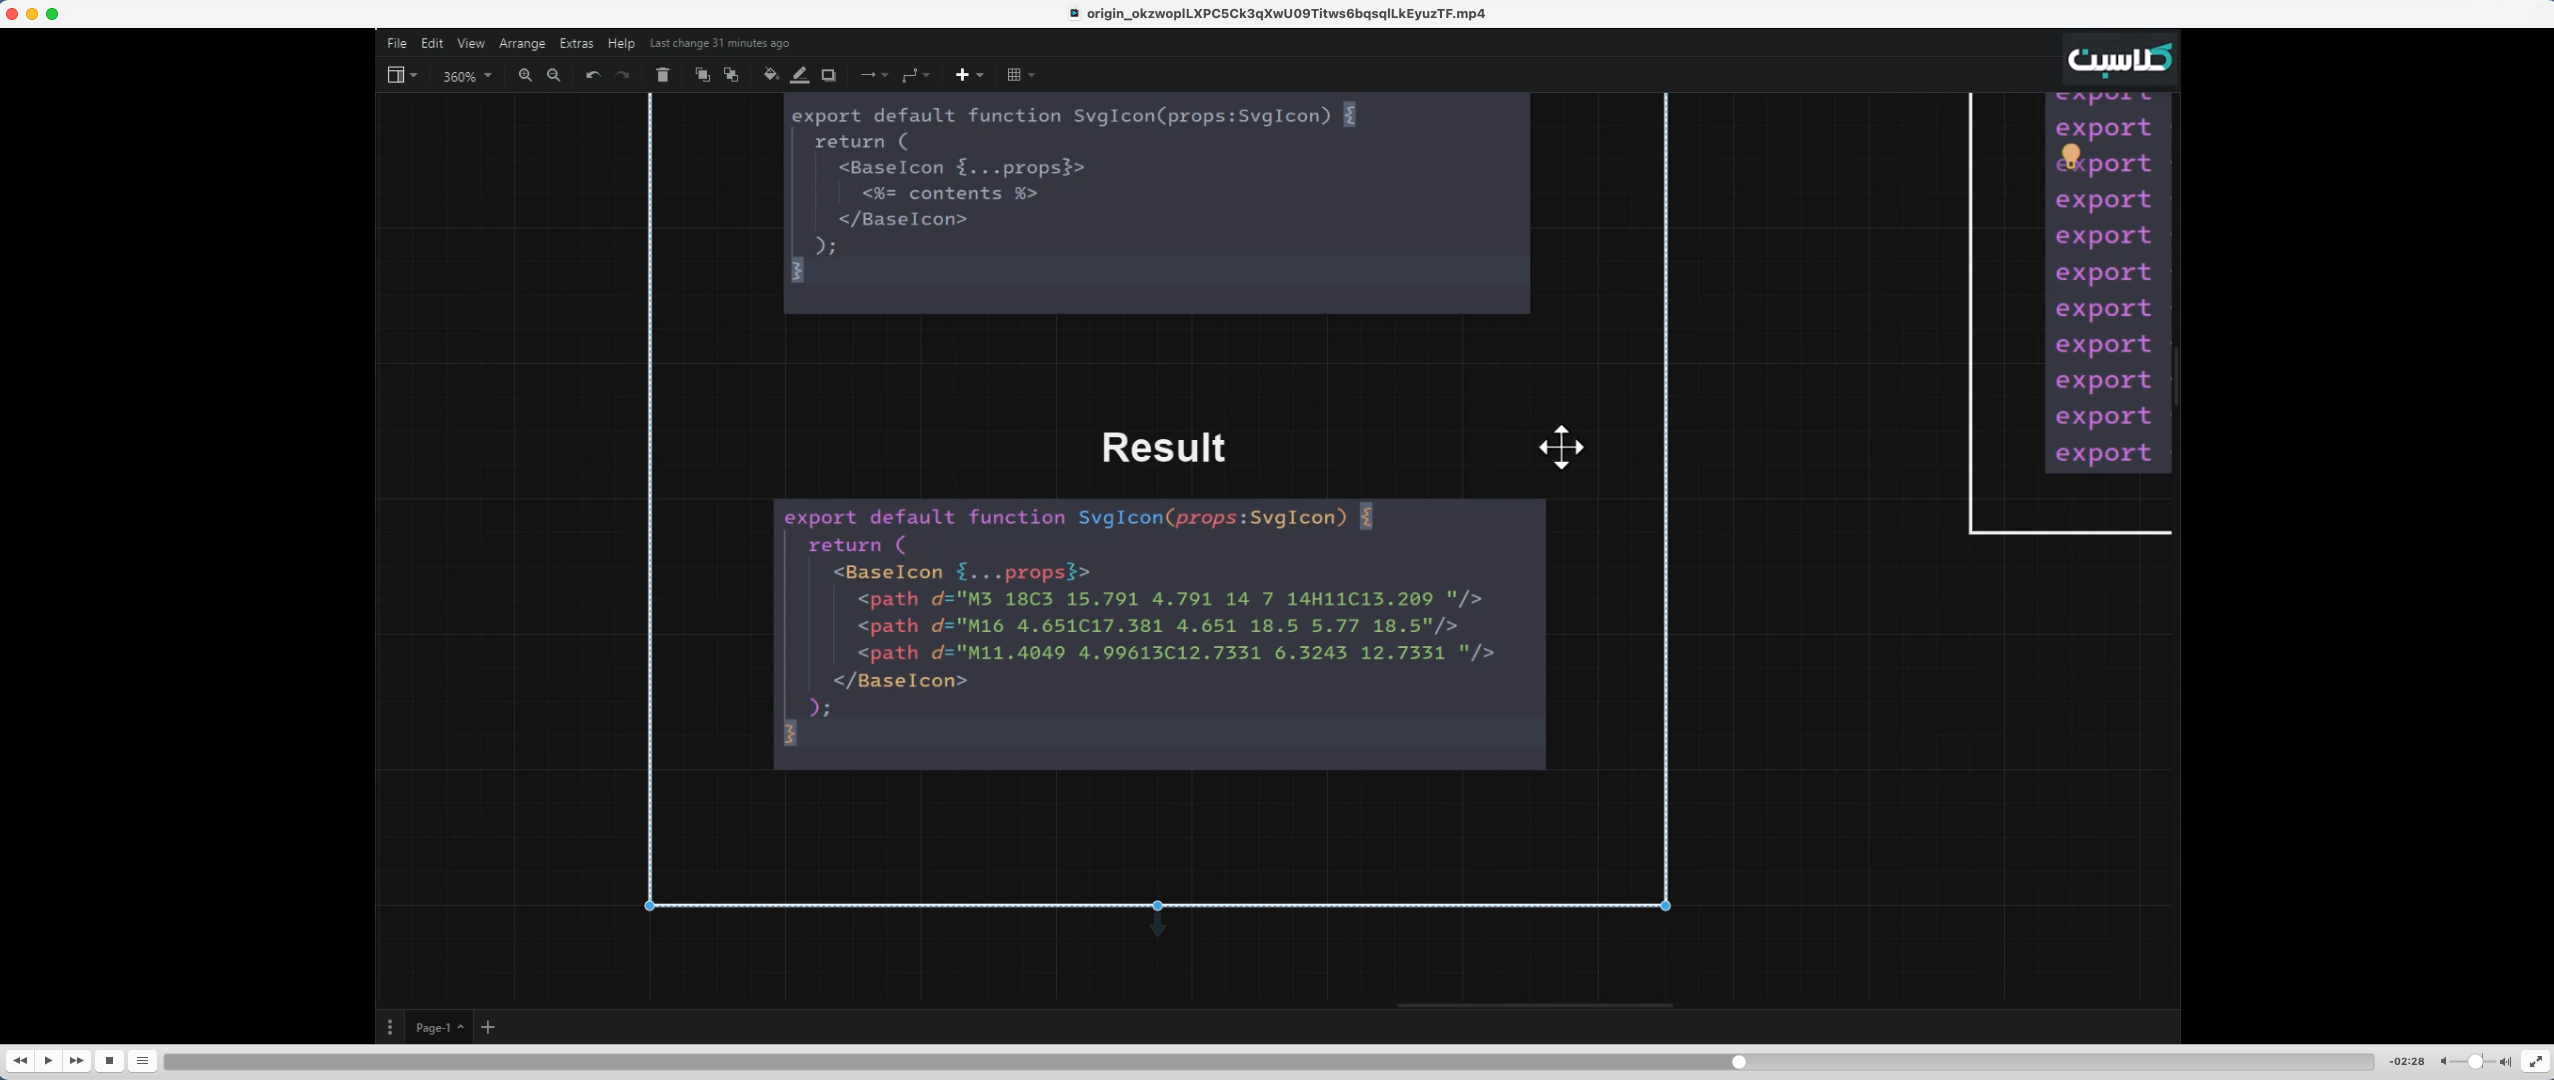 origin_okzwoplLXPC5Ck3qXwU09Titws6bqsqlLkEyuzTF.mp4
File Edit View Arrange Extras Help Last change 31 minutes ago
کلاسبن
360%
export default function SvgIcon(props:SvgIcon) {
return (
<BaseIcon {...props}>
<%= contents %>
</BaseIcon>
);
}
export
export
export
export
export
export
export
export
export
export
export
Result
export default function SvgIcon(props:SvgIcon) {
return (
<BaseIcon {...props}>
<path d="M3 18C3 15.791 4.791 14 7 14H11C13.209 "/>
<path d="M16 4.651C17.381 4.651 18.5 5.77 18.5"/>
<path d="M11.4049 4.99613C12.7331 6.3243 12.7331 "/>
</BaseIcon>
);
}
Page-1
-02:28